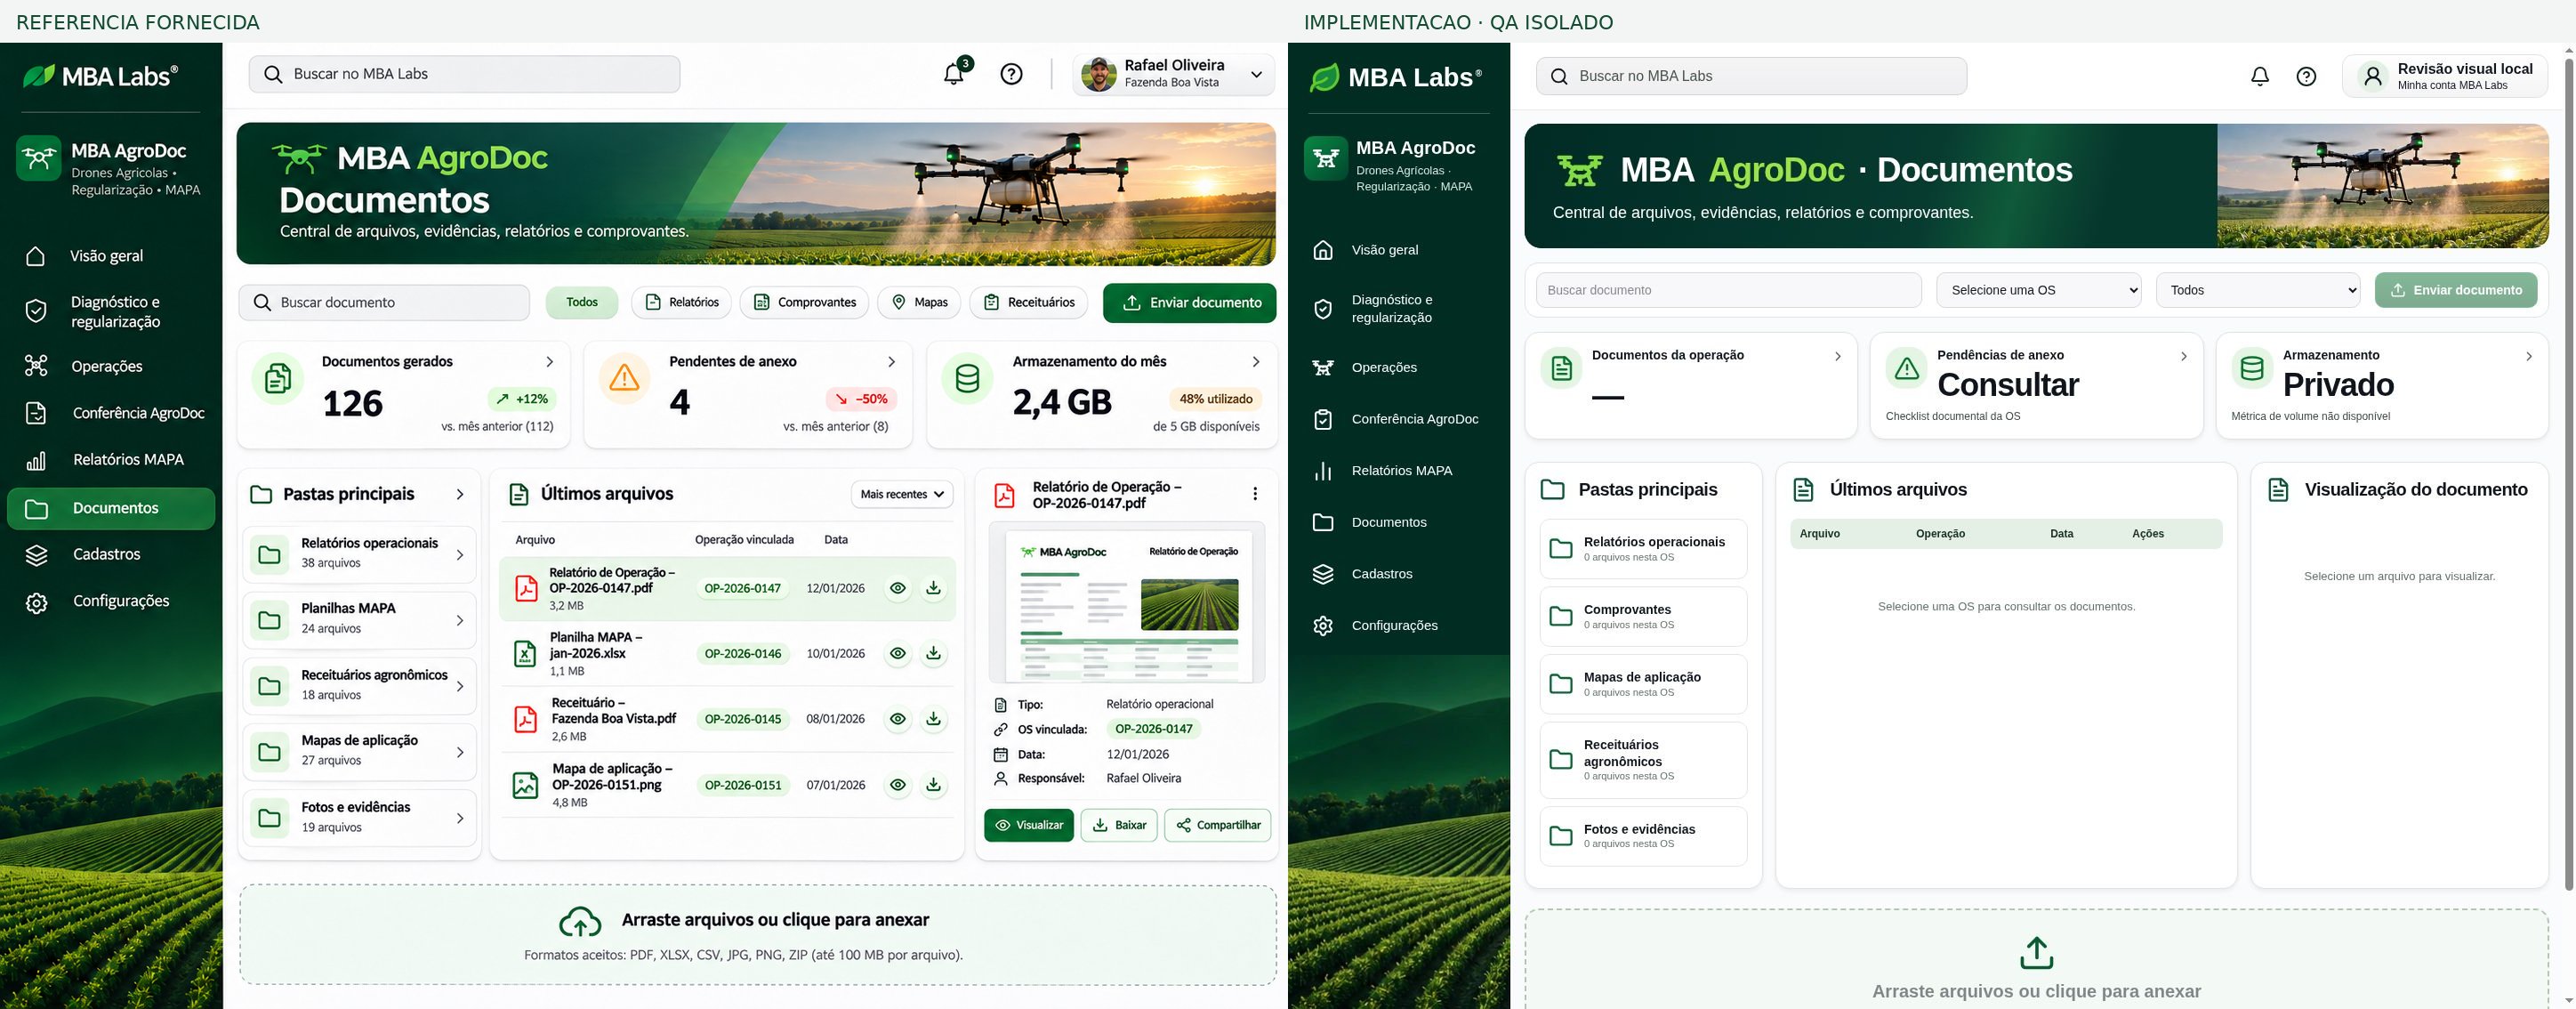 REFERENCIA FORNECIDA
MBA Labs®
MBA AgroDoc
Drones Agrícolas •
Regularização • MAPA
Visão geral
Diagnóstico e
regularização
Operações
Conferência AgroDoc
Relatórios MAPA
Documentos
Cadastros
Configurações
Buscar no MBA Labs
3
Rafael Oliveira
Fazenda Boa Vista
MBA AgroDoc
Documentos
Central de arquivos, evidências, relatórios e comprovantes.
Buscar documento
Todos
Relatórios
Comprovantes
Mapas
Receituários
Enviar documento
Documentos gerados
126
+12%
vs. mês anterior (112)
Pendentes de anexo
4
−50%
vs. mês anterior (8)
Armazenamento do mês
2,4 GB
48% utilizado
de 5 GB disponíveis
Pastas principais
Relatórios operacionais
38 arquivos
Planilhas MAPA
24 arquivos
Receituários agronômicos
18 arquivos
Mapas de aplicação
27 arquivos
Fotos e evidências
19 arquivos
Últimos arquivos
Mais recentes
Arquivo Operação vinculada Data
Relatório de Operação –
OP-2026-0147.pdf
3,2 MB
OP-2026-0147
12/01/2026
Planilha MAPA –
jan-2026.xlsx
1,1 MB
OP-2026-0146
10/01/2026
Receituário –
Fazenda Boa Vista.pdf
2,6 MB
OP-2026-0145
08/01/2026
Mapa de aplicação –
OP-2026-0151.png
4,8 MB
OP-2026-0151
07/01/2026
Relatório de Operação –
OP-2026-0147.pdf
MBA AgroDoc
Relatório de Operação
Tipo: Relatório operacional
OS vinculada: OP-2026-0147
Data: 12/01/2026
Responsável: Rafael Oliveira
Visualizar
Baixar
Compartilhar
Arraste arquivos ou clique para anexar
Formatos aceitos: PDF, XLSX, CSV, JPG, PNG, ZIP (até 100 MB por arquivo).
IMPLEMENTACAO · QA ISOLADO
MBA Labs®
MBA AgroDoc
Drones Agrícolas ·
Regularização · MAPA
Visão geral
Diagnóstico e
regularização
Operações
Conferência AgroDoc
Relatórios MAPA
Documentos
Cadastros
Configurações
Buscar no MBA Labs
Revisão visual local
Minha conta MBA Labs
MBA AgroDoc · Documentos
Central de arquivos, evidências, relatórios e comprovantes.
Buscar documento
Selecione uma OS
Todos
Enviar documento
Documentos da operação
—
Pendências de anexo
Consultar
Checklist documental da OS
Armazenamento
Privado
Métrica de volume não disponível
Pastas principais
Relatórios operacionais
0 arquivos nesta OS
Comprovantes
0 arquivos nesta OS
Mapas de aplicação
0 arquivos nesta OS
Receituários
agronômicos
0 arquivos nesta OS
Fotos e evidências
0 arquivos nesta OS
Últimos arquivos
Arquivo Operação Data Ações
Selecione uma OS para consultar os documentos.
Visualização do documento
Selecione um arquivo para visualizar.
Arraste arquivos ou clique para anexar